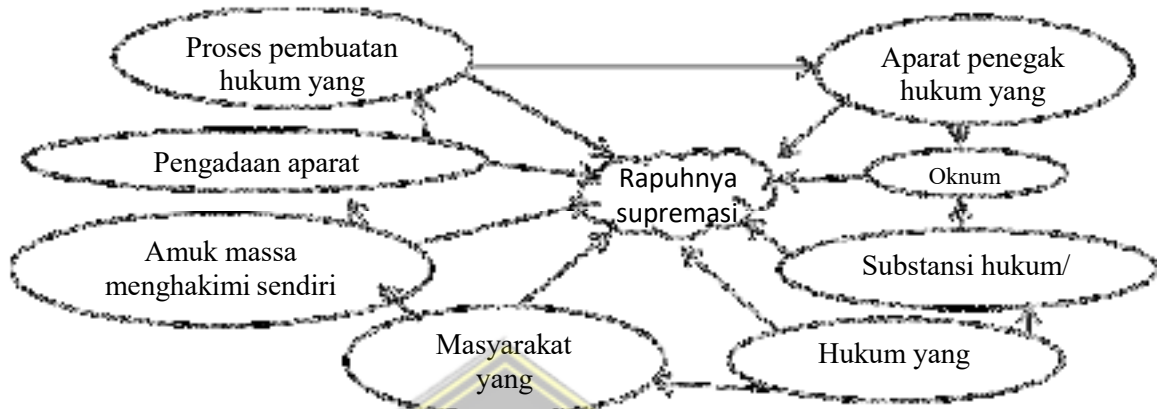 Proses pembuatan
hukum yang
Aparat penegak
hukum yang
Pengadaan aparat
Rapuhnya
supremasi
Oknum
Amuk massa
menghakimi sendiri
Substansi hukum/
Masyarakat
yang
Hukum yang